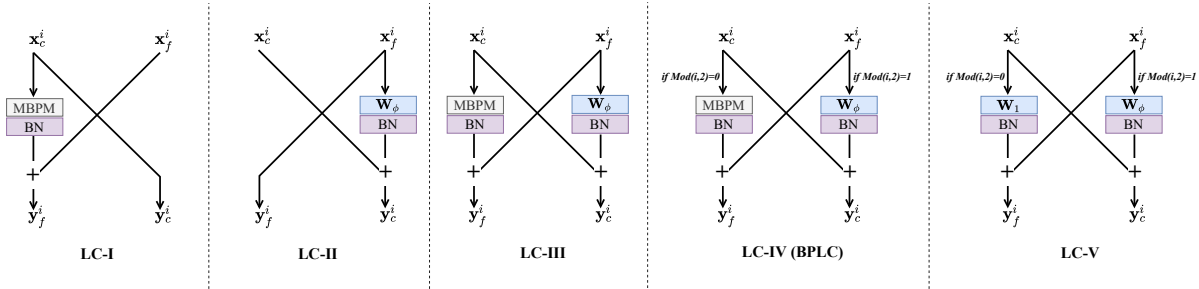 x_c^i x_f^i
MBPM
BN
+
y_f^i y_c^i
LC-I
x_c^i x_f^i
W_ϕ
BN
+
y_f^i y_c^i
LC-II
x_c^i x_f^i
MBPM W_ϕ
BN BN
+ +
y_f^i y_c^i
LC-III
x_c^i x_f^i
if Mod(i,2)=0 if Mod(i,2)=1
MBPM W_ϕ
BN BN
+ +
y_f^i y_c^i
LC-IV (BPLC)
x_c^i x_f^i
if Mod(i,2)=0 if Mod(i,2)=1
W_1 W_ϕ
BN BN
+ +
y_f^i y_c^i
LC-V